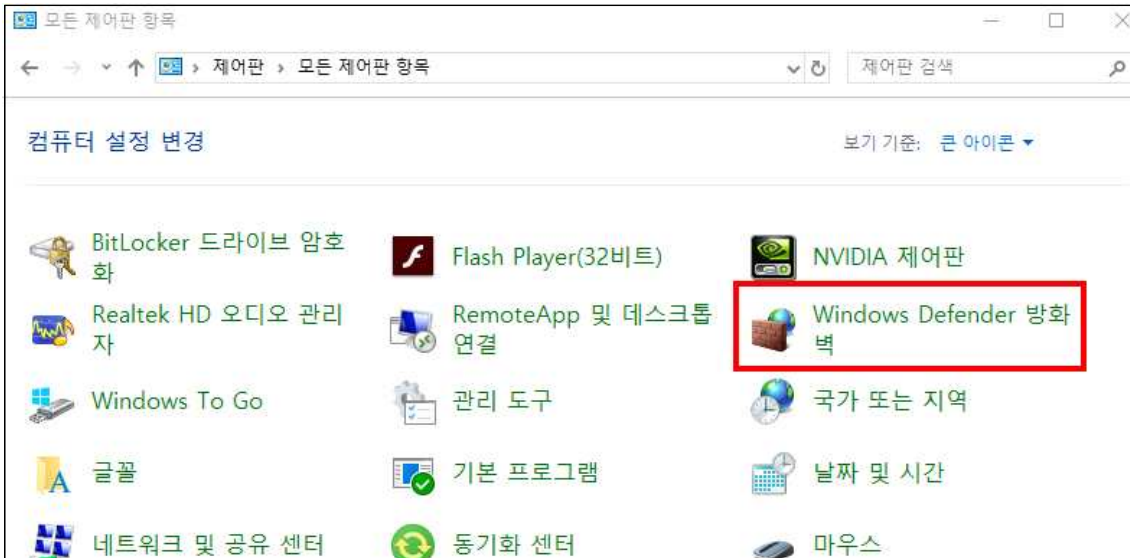 모든 제어판 항목
제어판 > 모든 제어판 항목
제어판 검색
컴퓨터 설정 변경
보기 기준: 큰 아이콘
BitLocker 드라이브 암호
화
Flash Player(32비트)
NVIDIA 제어판
Realtek HD 오디오 관리
자
RemoteApp 및 데스크톱
연결
Windows Defender 방화
벽
Windows To Go
관리 도구
국가 또는 지역
글꼴
기본 프로그램
날짜 및 시간
네트워크 및 공유 센터
동기화 센터
마우스